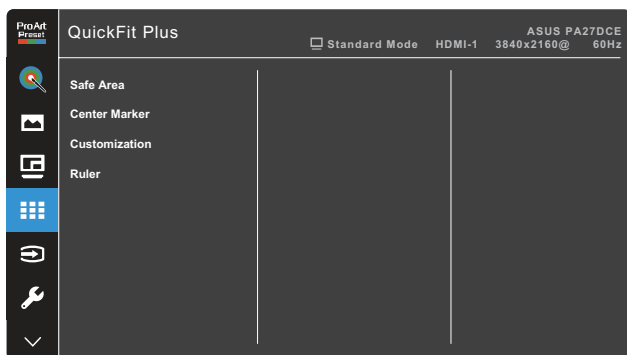 ProArt
Preset
QuickFit Plus
Standard Mode HDMI-1 3840x2160@ 60Hz
ASUS PA27DCE
Safe Area
Center Marker
Customization
Ruler